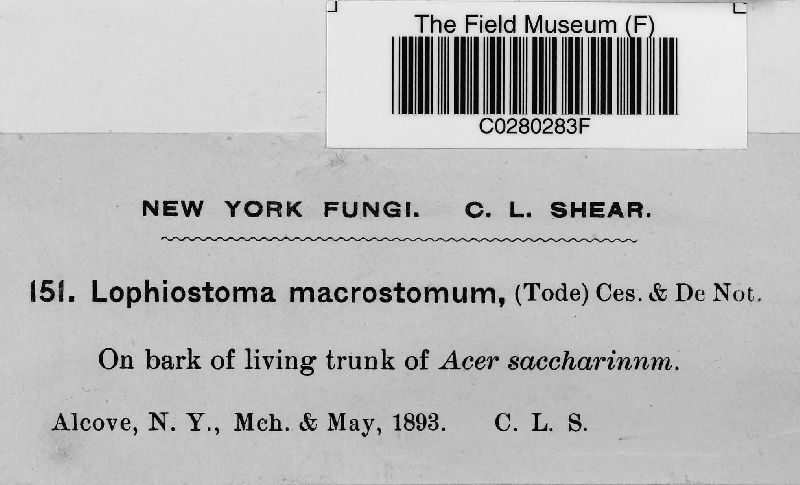 The Field Museum (F)
C0280283F
NEW YORK FUNGI. C. L. SHEAR.
151. Lophiostoma macrostomum, (Tode) Ces. & De Not.
On bark of living trunk of Acer saccharinnm.
Alcove, N. Y., Mch. & May, 1893. C. L. S.